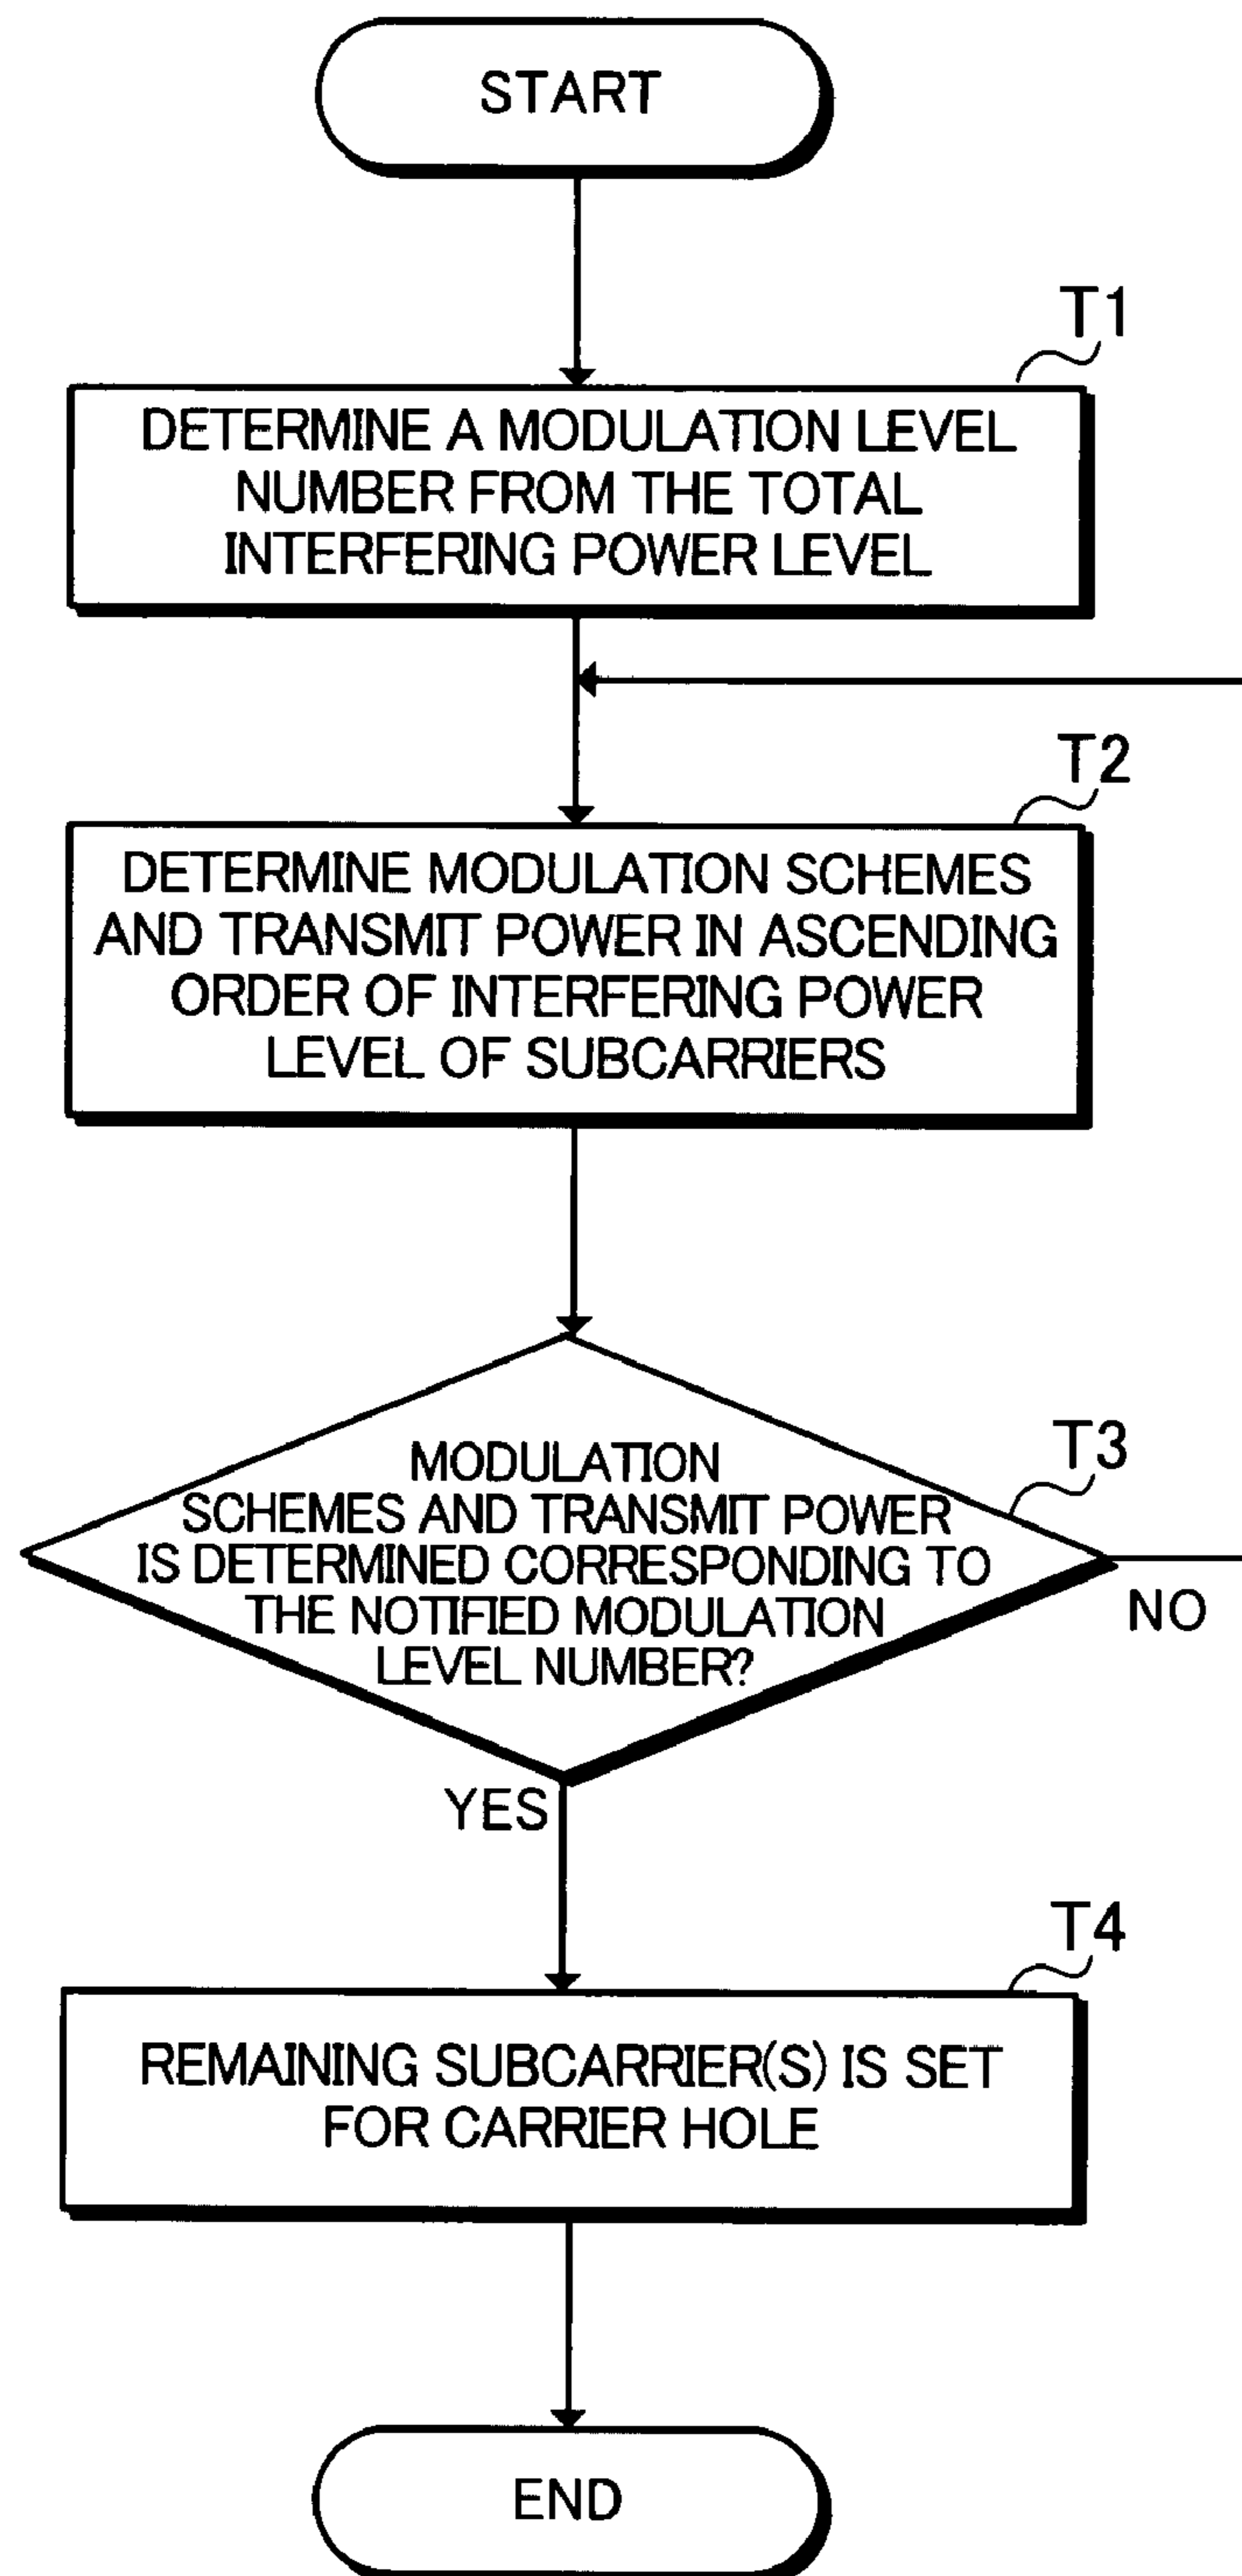 START
T1
DETERMINE A MODULATION LEVEL
NUMBER FROM THE TOTAL
INTERFERING POWER LEVEL
T2
DETERMINE MODULATION SCHEMES
AND TRANSMIT POWER IN ASCENDING
ORDER OF INTERFERING POWER
LEVEL OF SUBCARRIERS
T3
MODULATION
SCHEMES AND TRANSMIT POWER
IS DETERMINED CORRESPONDING TO
THE NOTIFIED MODULATION
LEVEL NUMBER?
NO
YES
T4
REMAINING SUBCARRIER(S) IS SET
FOR CARRIER HOLE
END